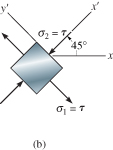 y′
x′
σ₂ = τ
45°
x
σ₁ = τ
(b)